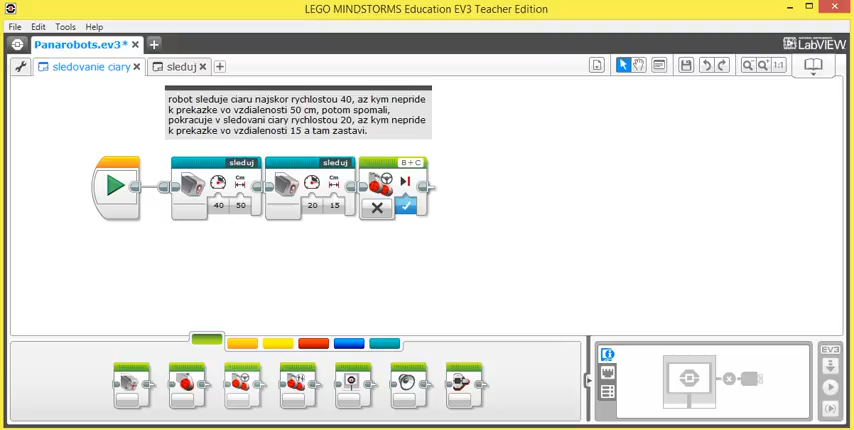 LEGO MINDSTORMS Education EV3 Teacher Edition
File Edit Tools Help
Panarobots.ev3*
LabVIEW
sledovanie ciary
sleduj
1:1
robot sleduje ciaru najskor rychlostou 40, az kym nepride
k prekazke vo vzdialenosti 50 cm, potom spomali,
pokracuje v sledovani ciary rychlostou 20, az kym nepride
k prekazke vo vzdialenosti 15 a tam zastavi.
sleduj
Cm
40 50
sleduj
Cm
20 15
B + C
EV3